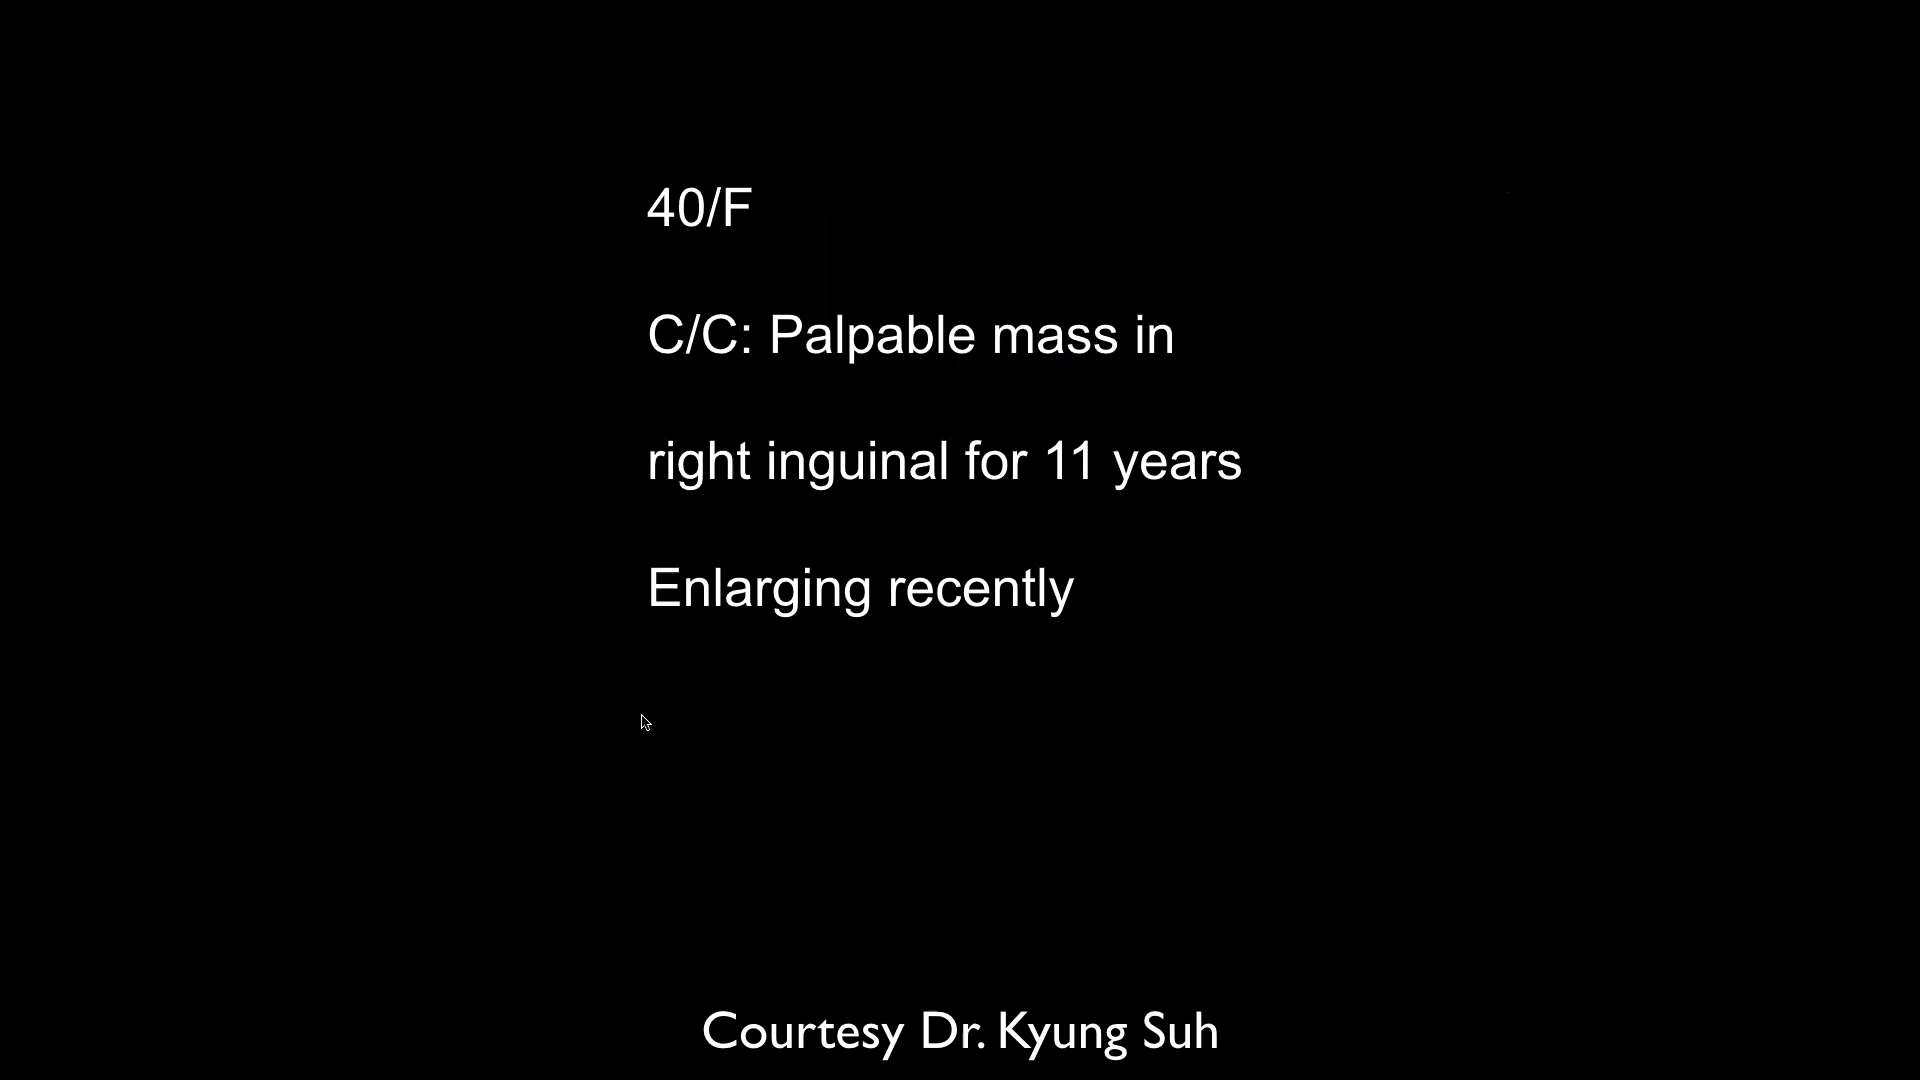 40/F
C/C: Palpable mass in
right inguinal for 11 years
Enlarging recently
Courtesy Dr. Kyung Suh